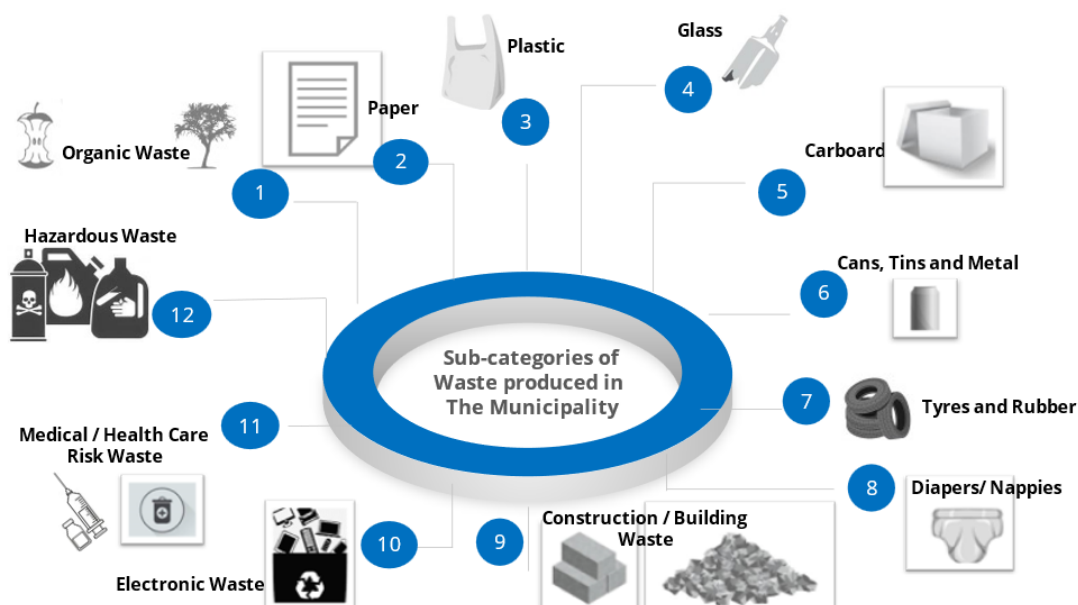 Sub-categories of
Waste produced in
The Municipality
1
Organic Waste
2
Paper
3
Plastic
4
Glass
5
Carboard
6
Cans, Tins and Metal
7
Tyres and Rubber
8
Diapers/ Nappies
9
Construction / Building
Waste
10
Electronic Waste
11
Medical / Health Care
Risk Waste
12
Hazardous Waste